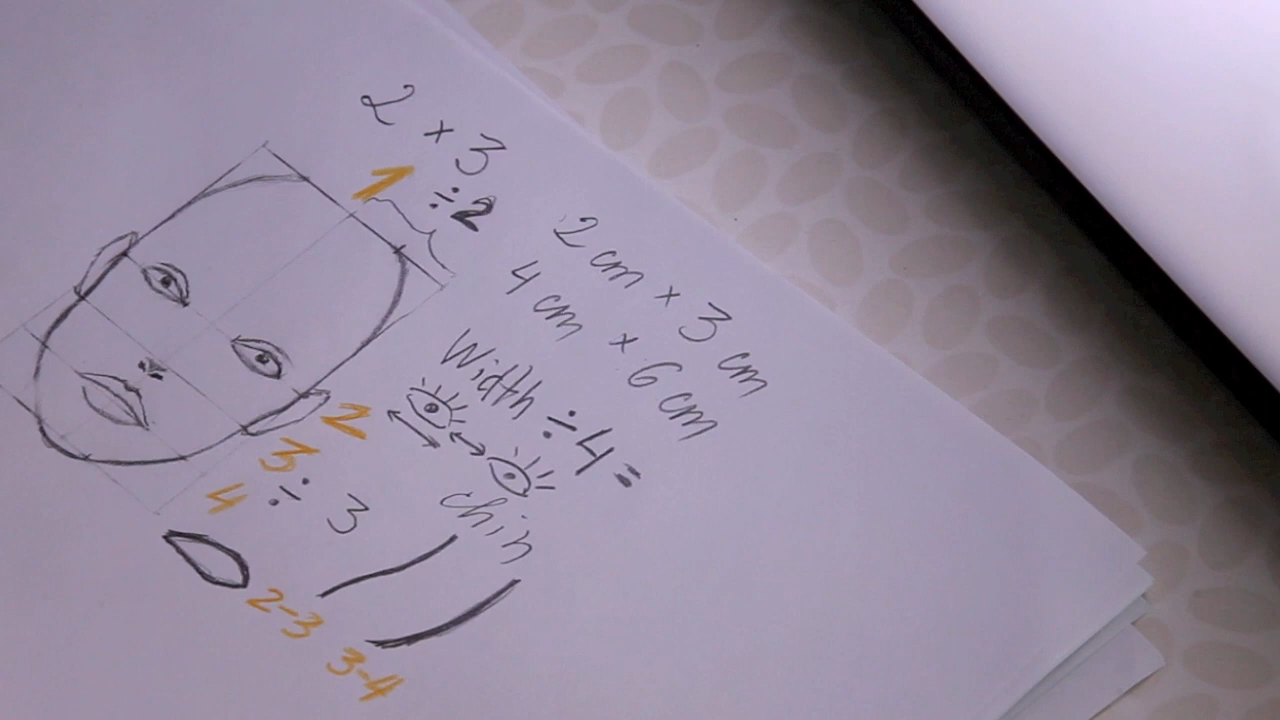 2 × 3
1
÷ 2
2 cm × 3 cm
4 cm × 6 cm
Width ÷ 4 =
2
3
4
÷ 3
chin
2-3
3-4